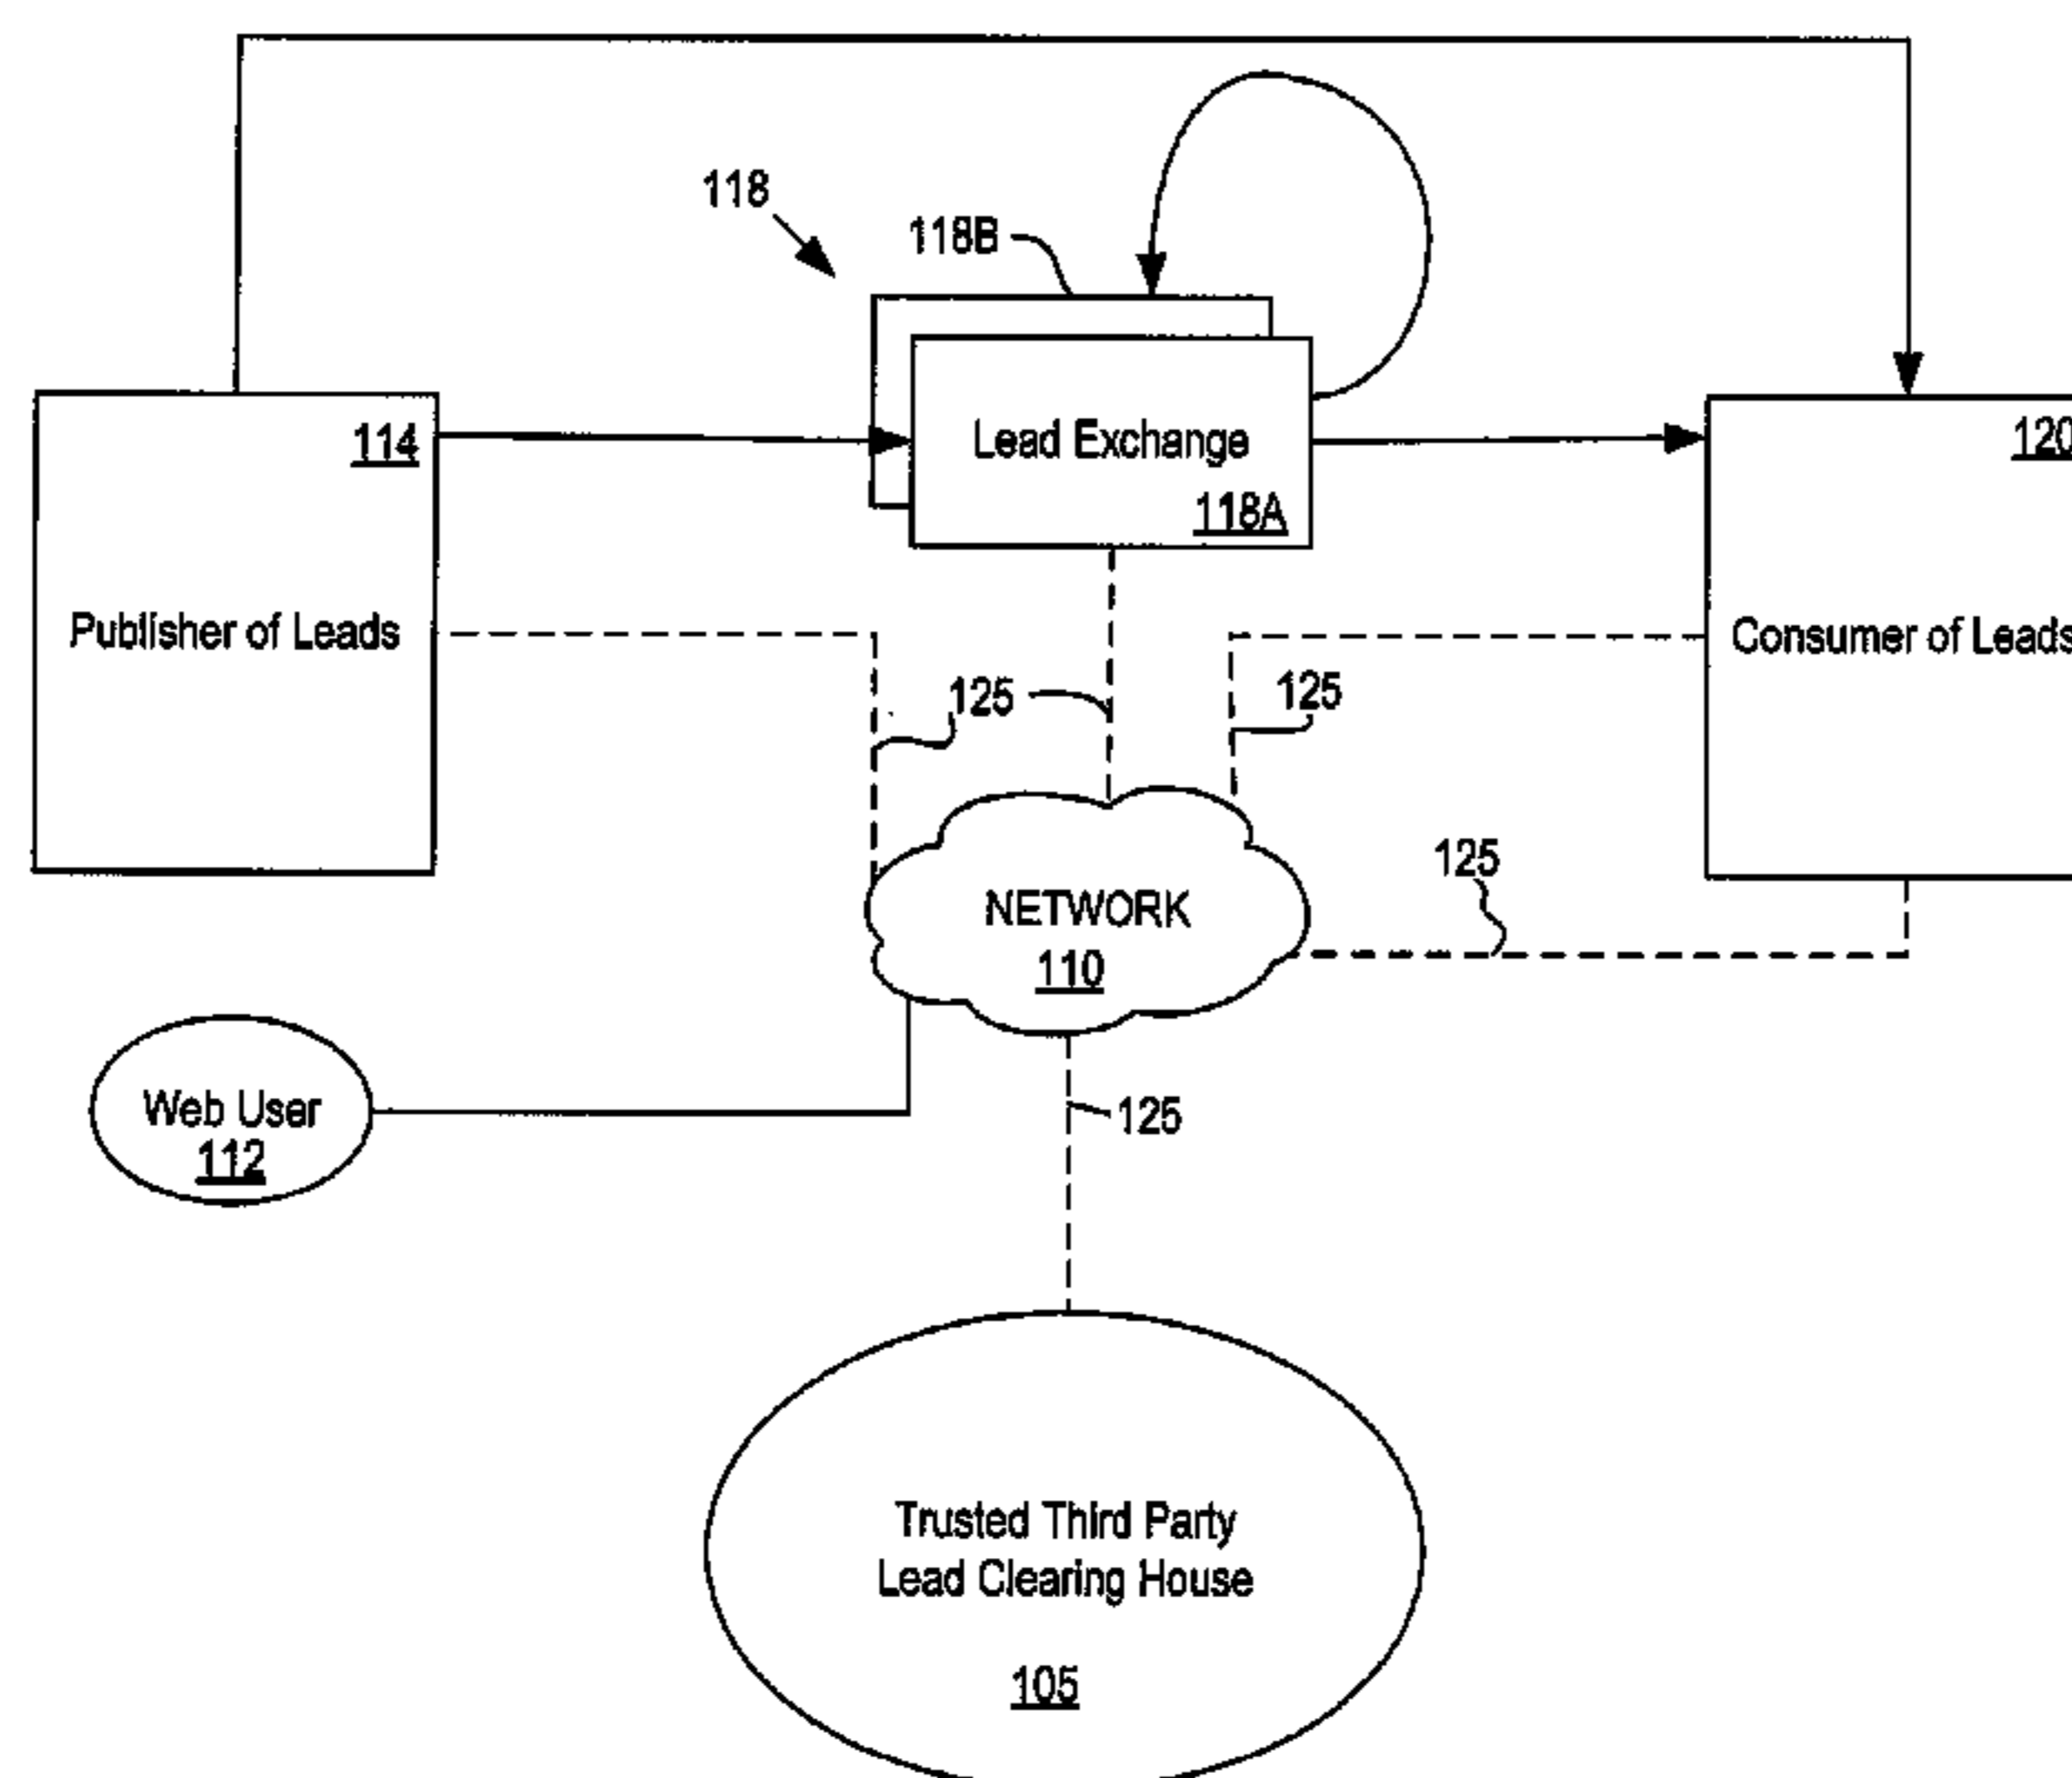 118
118B
114
Lead Exchange
118A
120
Publisher of Leads
Consumer of Leads
125
125
125
NETWORK
110
Web User
112
125
Trusted Third Party
Lead Clearing House
105